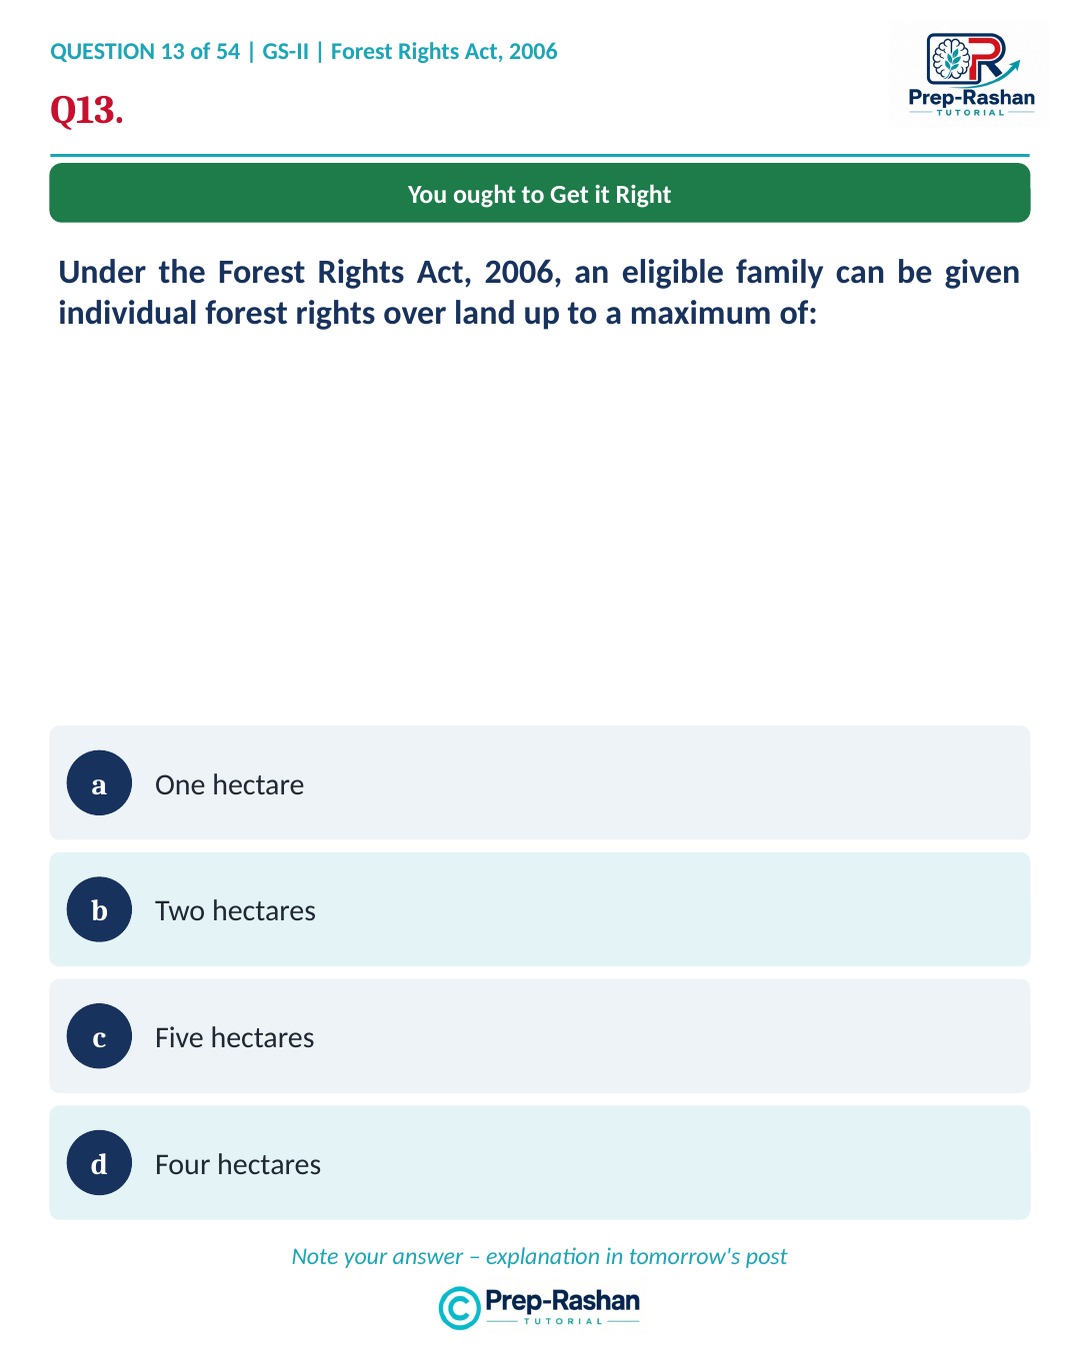 QUESTION 13 of 54 | GS-II | Forest Rights Act, 2006
Q13.
Prep-Rashan
TUTORIAL
You ought to Get it Right
Under the Forest Rights Act, 2006, an eligible family can be given
individual forest rights over land up to a maximum of:
a One hectare
b Two hectares
c Five hectares
d Four hectares
Note your answer – explanation in tomorrow's post
© Prep-Rashan
TUTORIAL